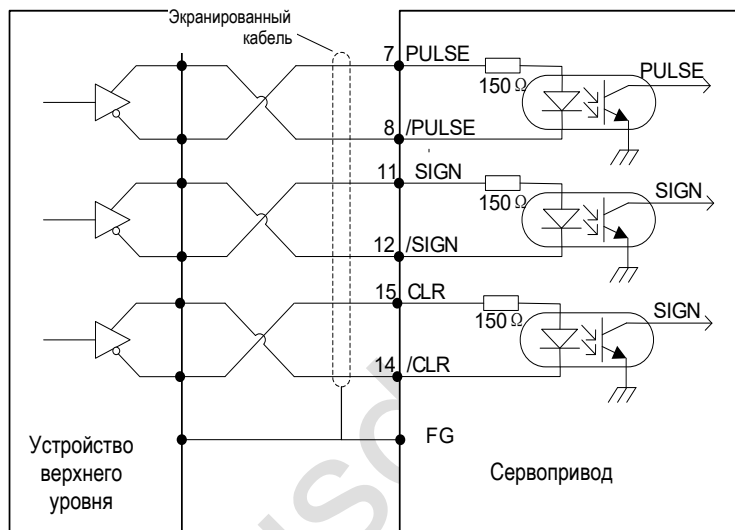 Экранированный
кабель
7 PULSE
150 Ω
PULSE
8 /PULSE
11 SIGN
150 Ω
SIGN
12 /SIGN
15 CLR
150 Ω
SIGN
14 /CLR
FG
Устройство
верхнего
уровня
Сервопривод